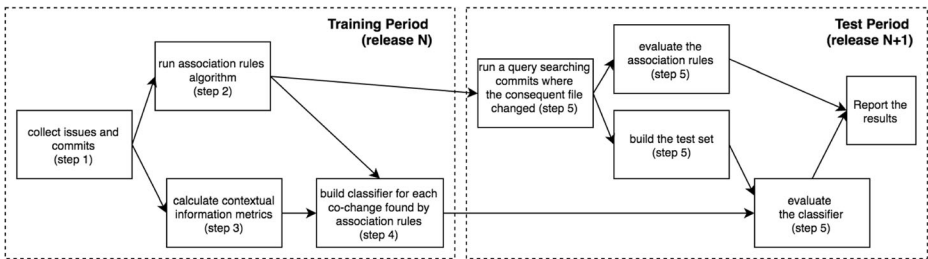 Training Period
(release N)
collect issues and
commits
(step 1)
run association rules
algorithm
(step 2)
calculate contextual
information metrics
(step 3)
build classifier for each
co-change found by
association rules
(step 4)
Test Period
(release N+1)
run a query searching
commits where
the consequent file
changed (step 5)
evaluate the
association rules
(step 5)
build the test set
(step 5)
evaluate
the classifier
(step 5)
Report the
results